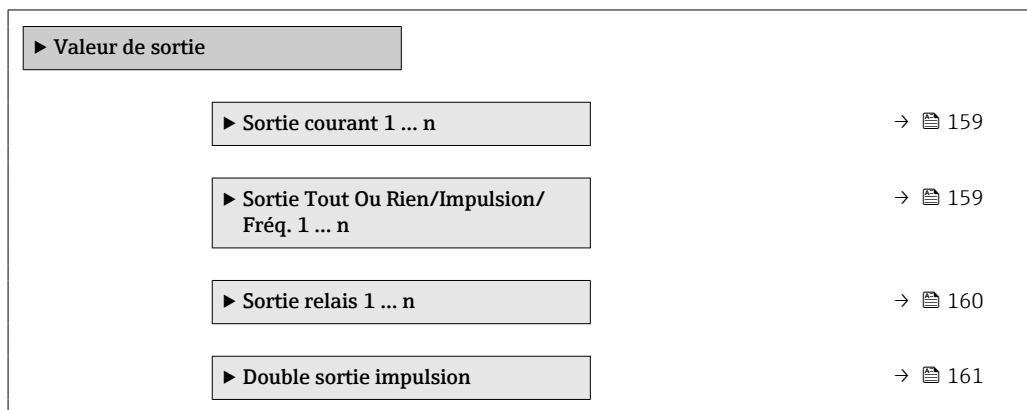 ▶ Valeur de sortie
▶ Sortie courant 1 ... n → 159
▶ Sortie Tout Ou Rien/Impulsion/ → 159
Fréq. 1 ... n
▶ Sortie relais 1 ... n → 160
▶ Double sortie impulsion → 161